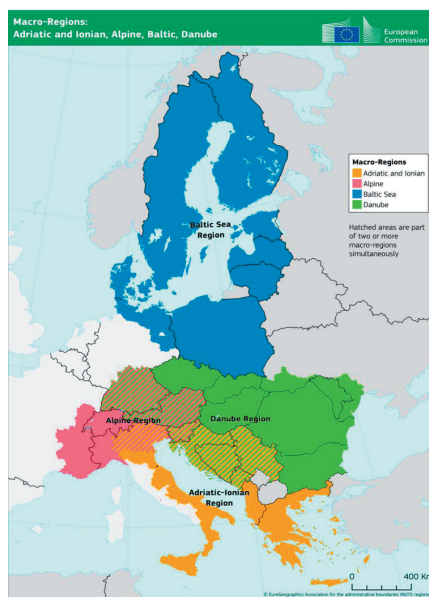 Macro-Regions:
Adriatic and Ionian, Alpine, Baltic, Danube
European
Commission
Macro-Regions
Adriatic and Ionian
Alpine
Baltic Sea
Danube
Hatched areas are part
of two or more
macro-regions
simultaneously
Baltic Sea
Region
Danube Region
Alpine Region
Adriatic-Ionian
Region
0 400 Km
© EuroGeographics Association for the administrative boundaries (NUTS regions